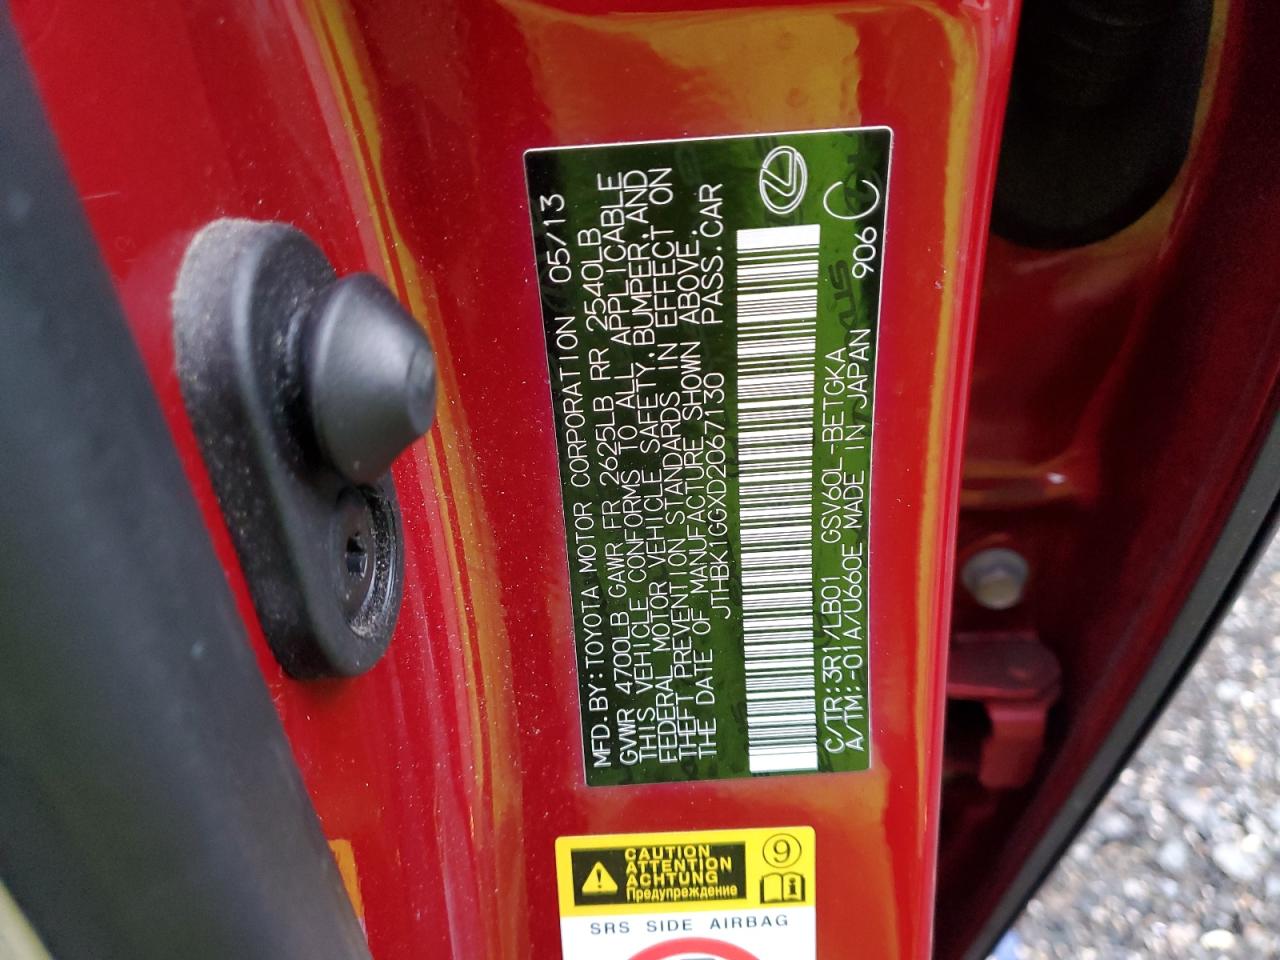 MFD.BY:TOYOTA MOTOR CORPORATION 05/13
GVWR 4700LB GAWR FR 2625LB RR 2540LB
THIS VEHICLE CONFORMS TO ALL APPLICABLE
FEDERAL MOTOR VEHICLE SAFETY,BUMPER,AND
THEFT PREVENTION STANDARDS IN EFFECT ON
THE DATE OF MANUFACTURE SHOWN ABOVE.
JTHBK1GGXD2067130 PASS.CAR
C/TR:3R1/LB01 GSV60L-BETGKA
A/TM:-01A/U660E MADE IN JAPAN 906 C
CAUTION
ATTENTION
ACHTUNG
Предупреждение
9
SRS SIDE AIRBAG